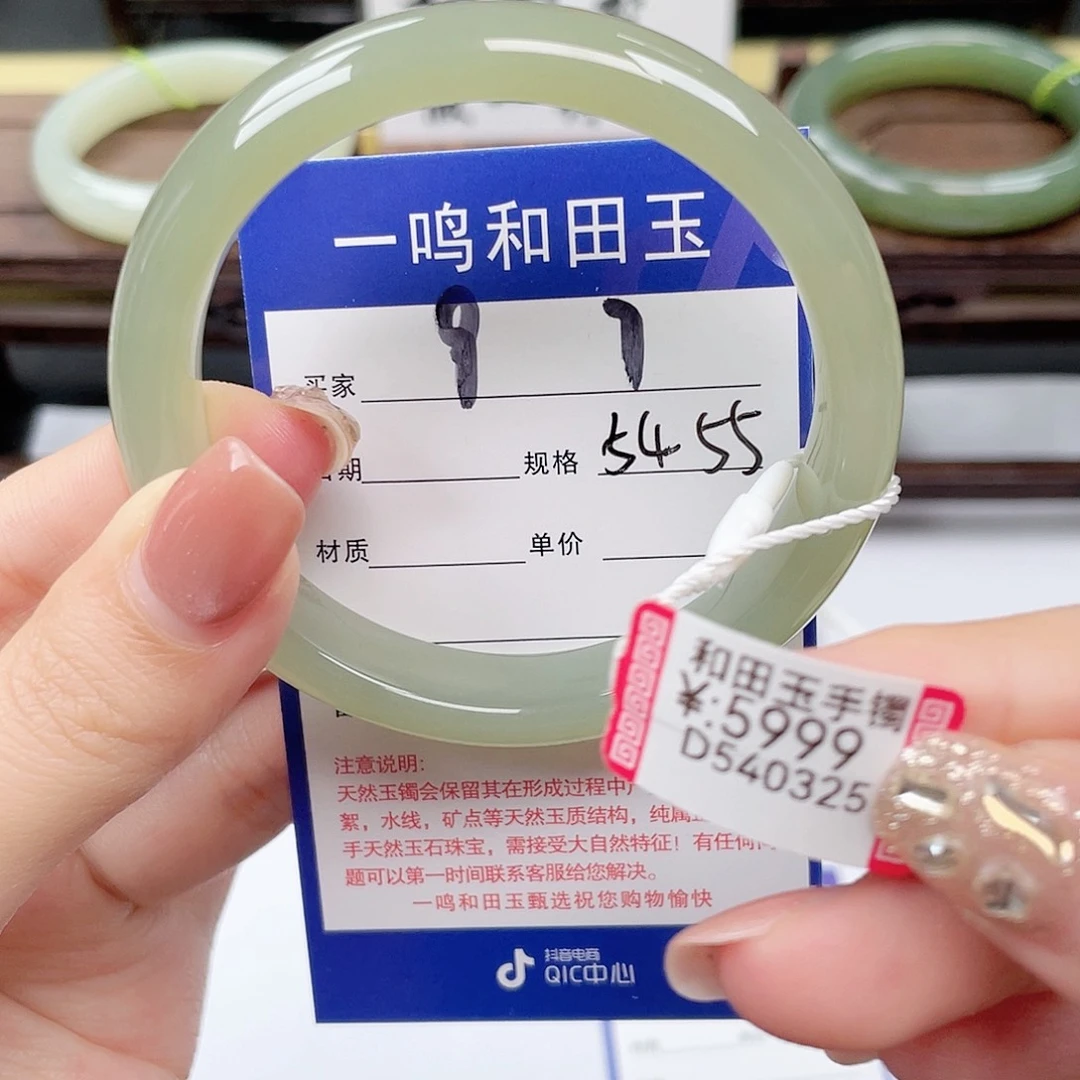 一鸣和田玉
买家 9 7
期 规格 54 55
材质 单价
和田玉手镯
¥:5999
D540325
注意说明:
天然玉镯会保留其在形成过程中
絮，水线，矿点等天然玉质结构，纯属
手天然玉石珠宝，需接受大自然特征！有任何
题可以第一时间联系客服给您解决。
一鸣和田玉甄选祝您购物愉快
抖音电商
QIC中心